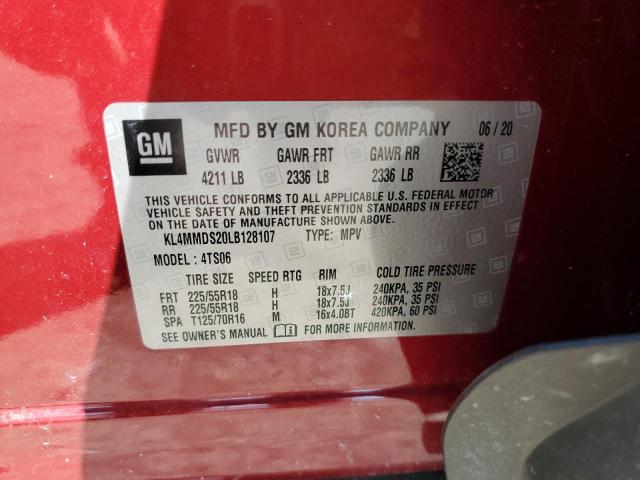 GM MFD BY GM KOREA COMPANY 06/20
GVWR GAWR FRT GAWR RR
4211 LB 2336 LB 2336 LB
THIS VEHICLE CONFORMS TO ALL APPLICABLE U.S. FEDERAL MOTOR
VEHICLE SAFETY AND THEFT PREVENTION STANDARDS IN EFFECT ON THE
DATE OF MANUFACTURE SHOWN ABOVE.
KL4MMDS20LB128107 TYPE: MPV
MODEL : 4TS06
TIRE SIZE SPEED RTG RIM COLD TIRE PRESSURE
FRT 225/55R18 H 18x7.5J 240KPA, 35 PSI
RR 225/55R18 H 18x7.5J 240KPA, 35 PSI
SPA T125/70R16 M 16x4.0BT 420KPA, 60 PSI
SEE OWNER'S MANUAL FOR MORE INFORMATION.